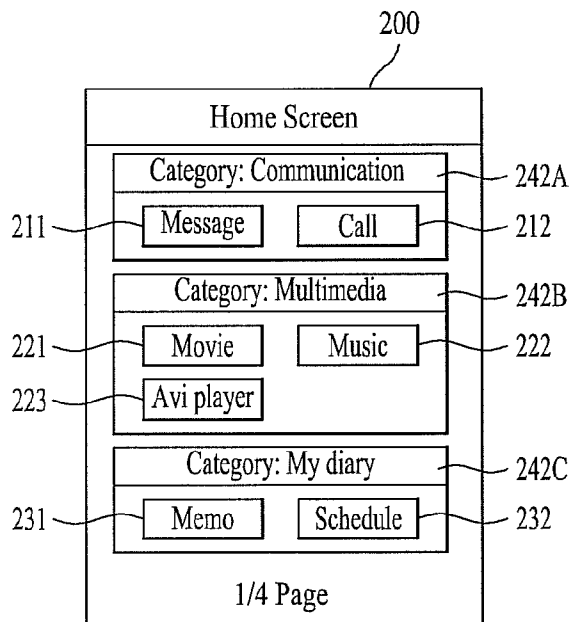 200
Home Screen
Category: Communication 242A
211 Message Call 212
Category: Multimedia 242B
221 Movie Music 222
223 Avi player
Category: My diary 242C
231 Memo Schedule 232
1/4 Page